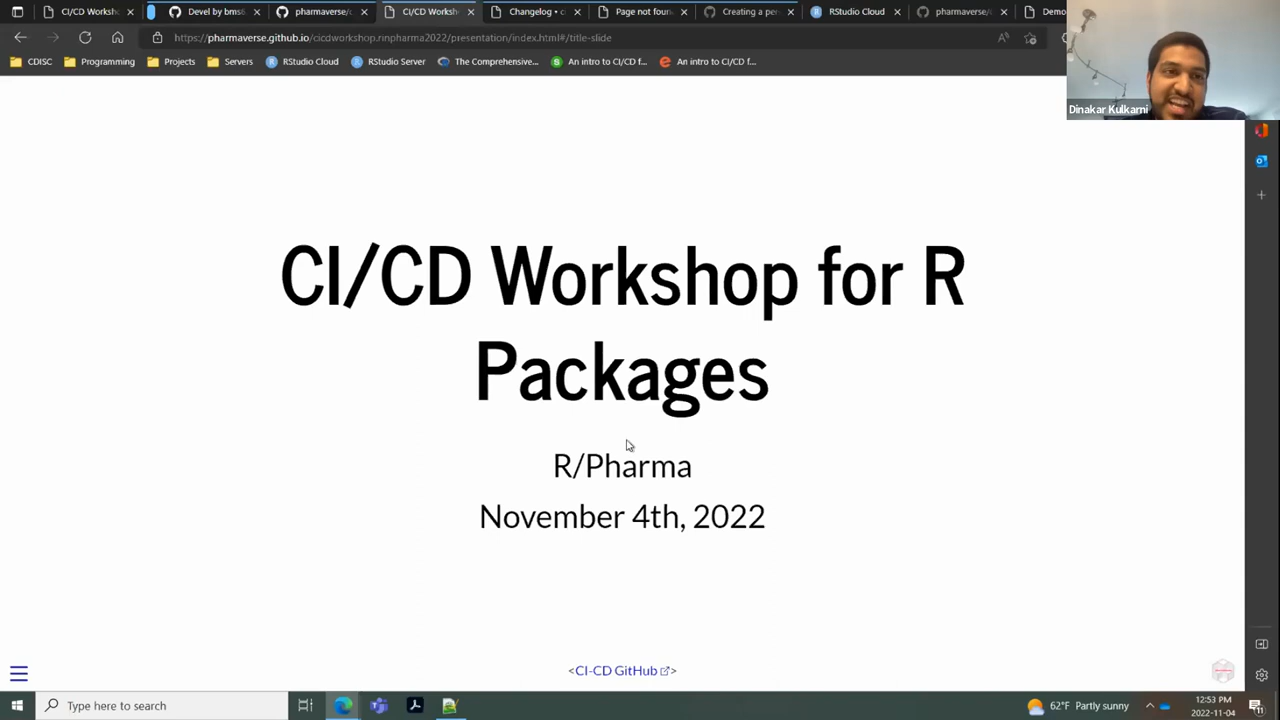 CI/CD Worksh
Devel by bms6
pharmaverse/c
CI/CD Worksh
Changelog • ci
Page not foun
Creating a per
RStudio Cloud
pharmaverse/c
Demo
https://pharmaverse.github.io/cicdworkshop.rinpharma2022/presentation/index.html#/title-slide
CDISC
Programming
Projects
Servers
RStudio Cloud
RStudio Server
The Comprehensive...
An intro to CI/CD f...
An intro to CI/CD f...
Dinakar Kulkarni
CI/CD Workshop for R
Packages
R/Pharma
November 4th, 2022
<CI-CD GitHub>
Type here to search
62°F Partly sunny
12:53 PM
2022-11-04